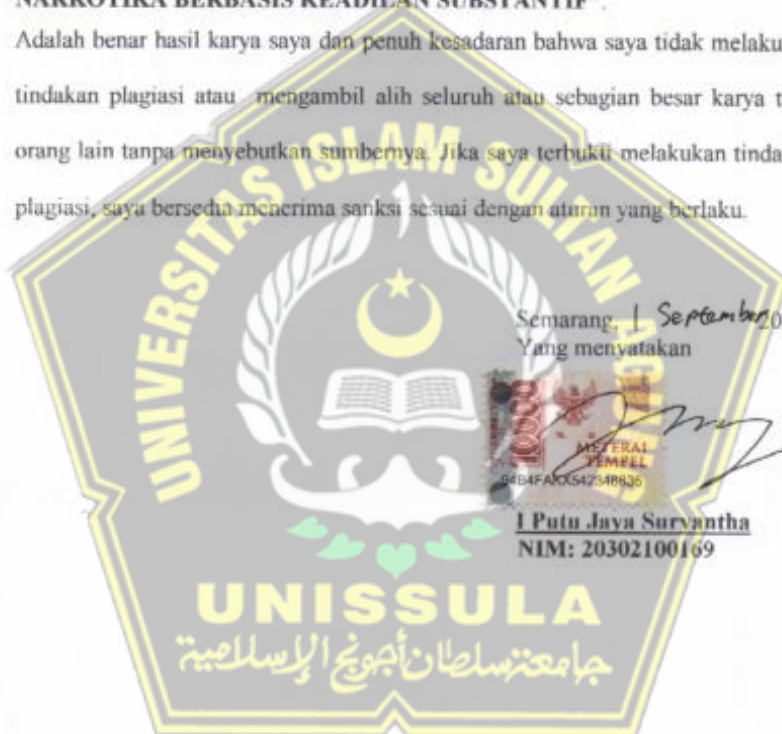 NARKOTIKA BERBASIS KEADILAN SUBSTANTIF".
Adalah benar hasil karya saya dan penuh kesadaran bahwa saya tidak melaku
tindakan plagiasi atau mengambil alih seluruh atau sebagian besar karya t
orang lain tanpa menyebutkan sumbernya. Jika saya terbukti melakukan tinda
plagiasi, saya bersedia menerima sanksi sesuai dengan aturan yang berlaku.
UNIVERSITAS ISLAM SULTAN AGUNG
Semarang, 1 September 20
Yang menyatakan
10000
METERAI
TEMPEL
94B4FAKX542348635
I Putu Jaya Suryantha
NIM: 20302100169
UNISSULA
جامعة سلطان أجونج الإسلامية